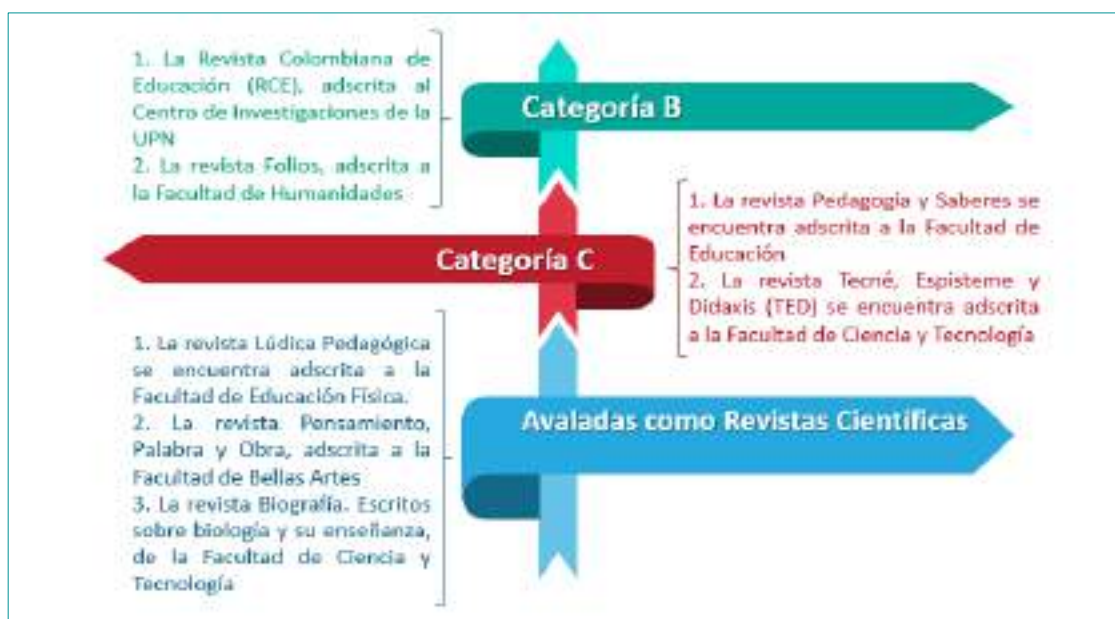 1. La Revista Colombiana de
Educación (RCE), adscrita al
Centro de Investigaciones de la
UPN
2. La revista Folios, adscrita a
la Facultad de Humanidades
Categoría B
Categoría C
1. La revista Pedagogía y Saberes se
encuentra adscrita a la Facultad de
Educación
2. La revista Tecné, Espisteme y
Didaxis (TED) se encuentra adscrita
a la Facultad de Ciencia y Tecnología
1. La revista Lúdica Pedagógica
se encuentra adscrita a la
Facultad de Educación Física.
2. La revista Pensamiento,
Palabra y Obra, adscrita a la
Facultad de Bellas Artes
3. La revista Biografía. Escritos
sobre biología y su enseñanza,
de la Facultad de Ciencia y
Tecnología
Avaladas como Revistas Científicas